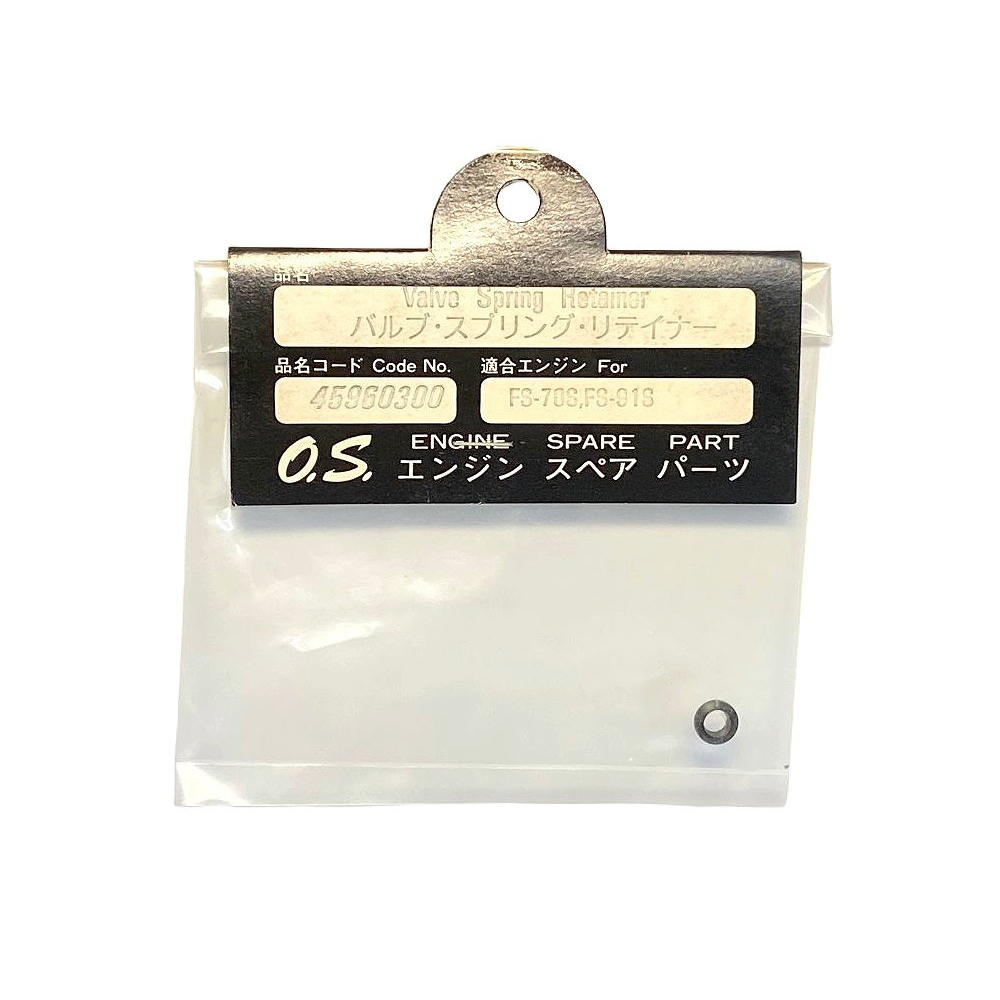 品名
Valve Spring Retainer
バルブ・スプリング・リテイナー
品名コード Code No. 適合エンジン For
45960300 FS-70S,FS-91S
O.S. ENGINE SPARE PART
エンジン スペア パーツ